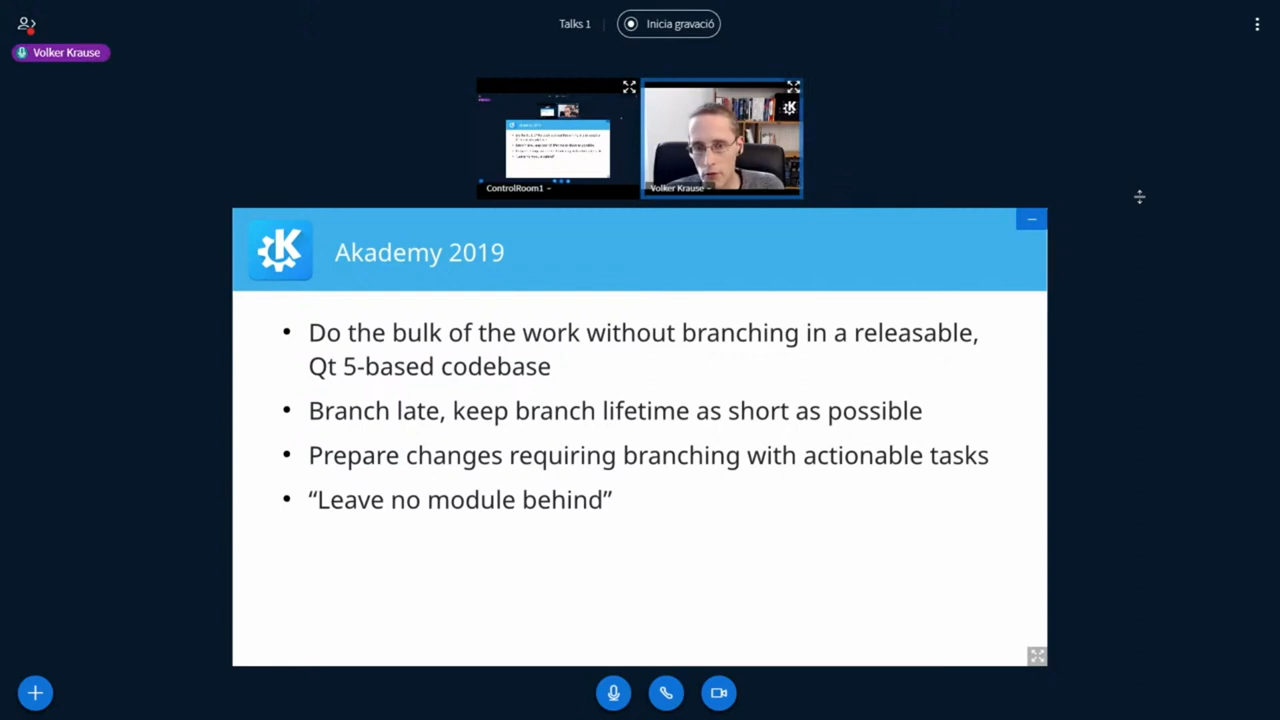 Talks 1
Inicia gravació
Volker Krause
ControlRoom1
Volker Krause
Akademy 2019
• Do the bulk of the work without branching in a releasable,
Qt 5-based codebase
• Branch late, keep branch lifetime as short as possible
• Prepare changes requiring branching with actionable tasks
• “Leave no module behind”